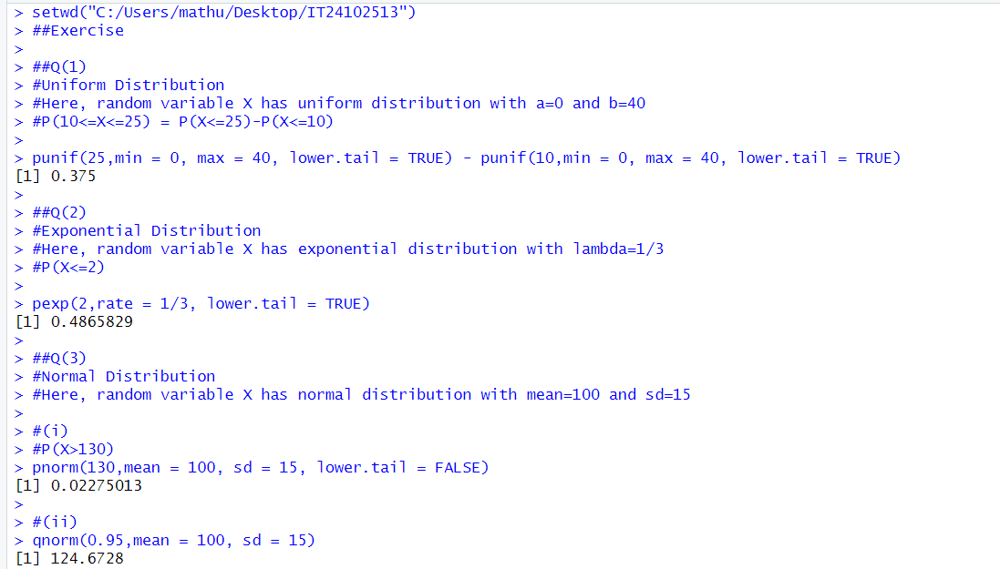 > setwd("C:/Users/mathu/Desktop/IT24102513")
> ##Exercise
>
> ##Q(1)
> #Uniform Distribution
> #Here, random variable X has uniform distribution with a=0 and b=40
> #P(10<=X<=25) = P(X<=25)-P(X<=10)
>
> punif(25,min = 0, max = 40, lower.tail = TRUE) - punif(10,min = 0, max = 40, lower.tail = TRUE)
[1] 0.375
>
> ##Q(2)
> #Exponential Distribution
> #Here, random variable X has exponential distribution with lambda=1/3
> #P(X<=2)
>
> pexp(2,rate = 1/3, lower.tail = TRUE)
[1] 0.4865829
>
> ##Q(3)
> #Normal Distribution
> #Here, random variable X has normal distribution with mean=100 and sd=15
>
> #(i)
> #P(X>130)
> pnorm(130,mean = 100, sd = 15, lower.tail = FALSE)
[1] 0.02275013
>
> #(ii)
> qnorm(0.95,mean = 100, sd = 15)
[1] 124.6728